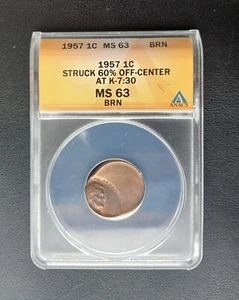 1957 1C MS 63 BRN
1957 1C
STRUCK 60% OFF-CENTER
AT K-7:30
MS 63
BRN
ANACS